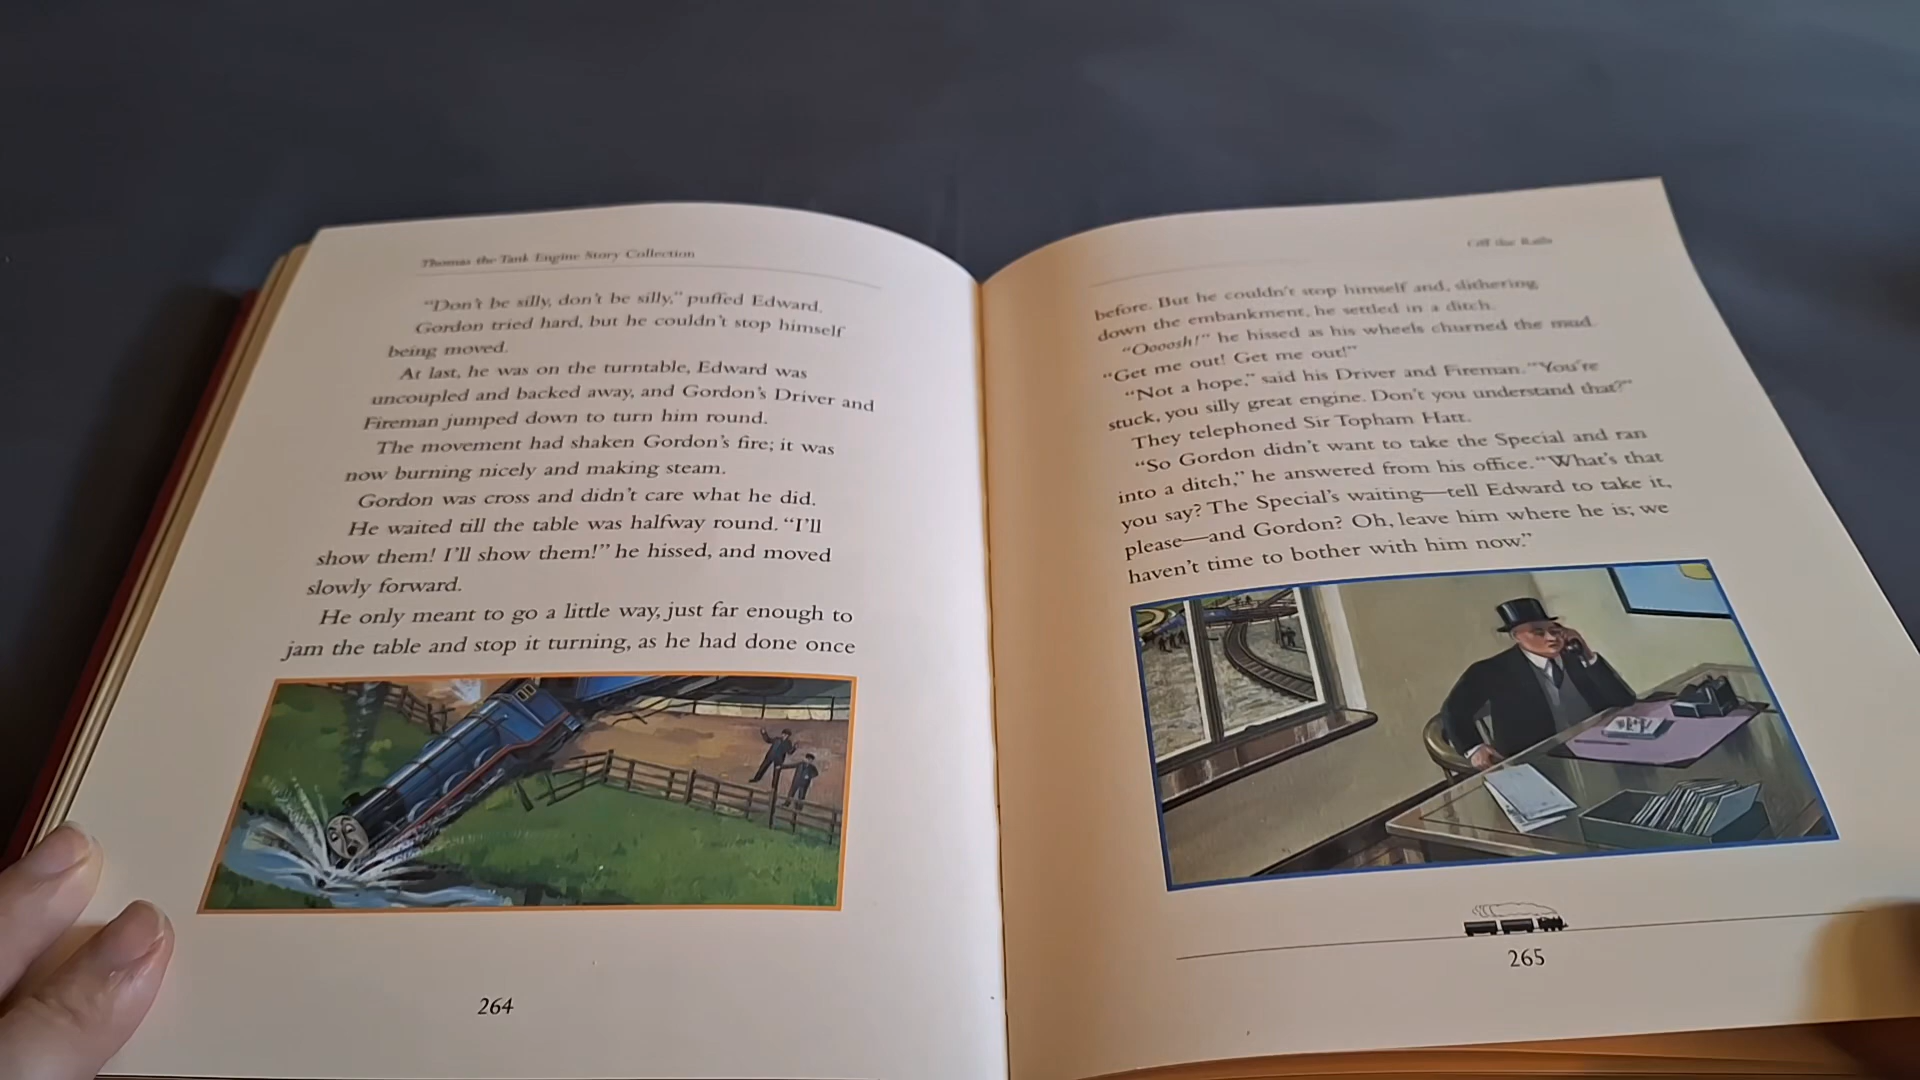 Thomas the Tank Engine Story Collection
“Don't be silly, don't be silly,” puffed Edward.
Gordon tried hard, but he couldn't stop himself
being moved.
At last, he was on the turntable, Edward was
uncoupled and backed away, and Gordon's Driver and
Fireman jumped down to turn him round.
The movement had shaken Gordon's fire; it was
now burning nicely and making steam.
Gordon was cross and didn't care what he did.
He waited till the table was halfway round. “I'll
show them! I'll show them!” he hissed, and moved
slowly forward.
He only meant to go a little way, just far enough to
jam the table and stop it turning, as he had done once
264
Off the Rails
before. But he couldn't stop himself and, slithering
down the embankment, he settled in a ditch.
“Oooosh!” he hissed as his wheels churned the mud.
“Get me out! Get me out!”
“Not a hope,” said his Driver and Fireman. “You're
stuck, you silly great engine. Don't you understand that?”
They telephoned Sir Topham Hatt.
“So Gordon didn't want to take the Special and ran
into a ditch,” he answered from his office. “What's that
you say? The Special's waiting—tell Edward to take it,
please—and Gordon? Oh, leave him where he is; we
haven't time to bother with him now.”
265